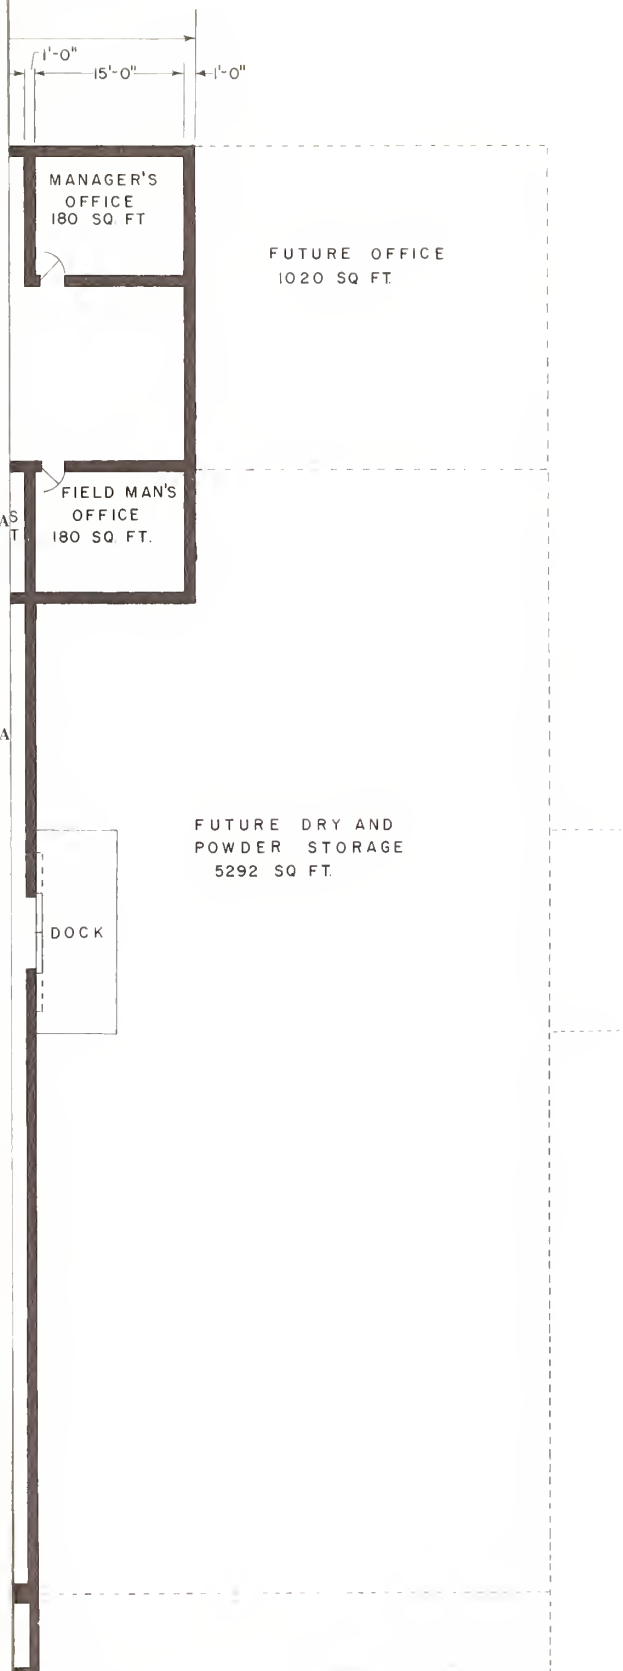 1'-0"
15'-0" 1'-0"
MANAGER'S
OFFICE
180 SQ. FT
FUTURE OFFICE
1020 SQ FT.
FIELD MAN'S
OFFICE
180 SQ. FT.
A S
T
A
FUTURE DRY AND
POWDER STORAGE
5292 SQ FT.
DOCK